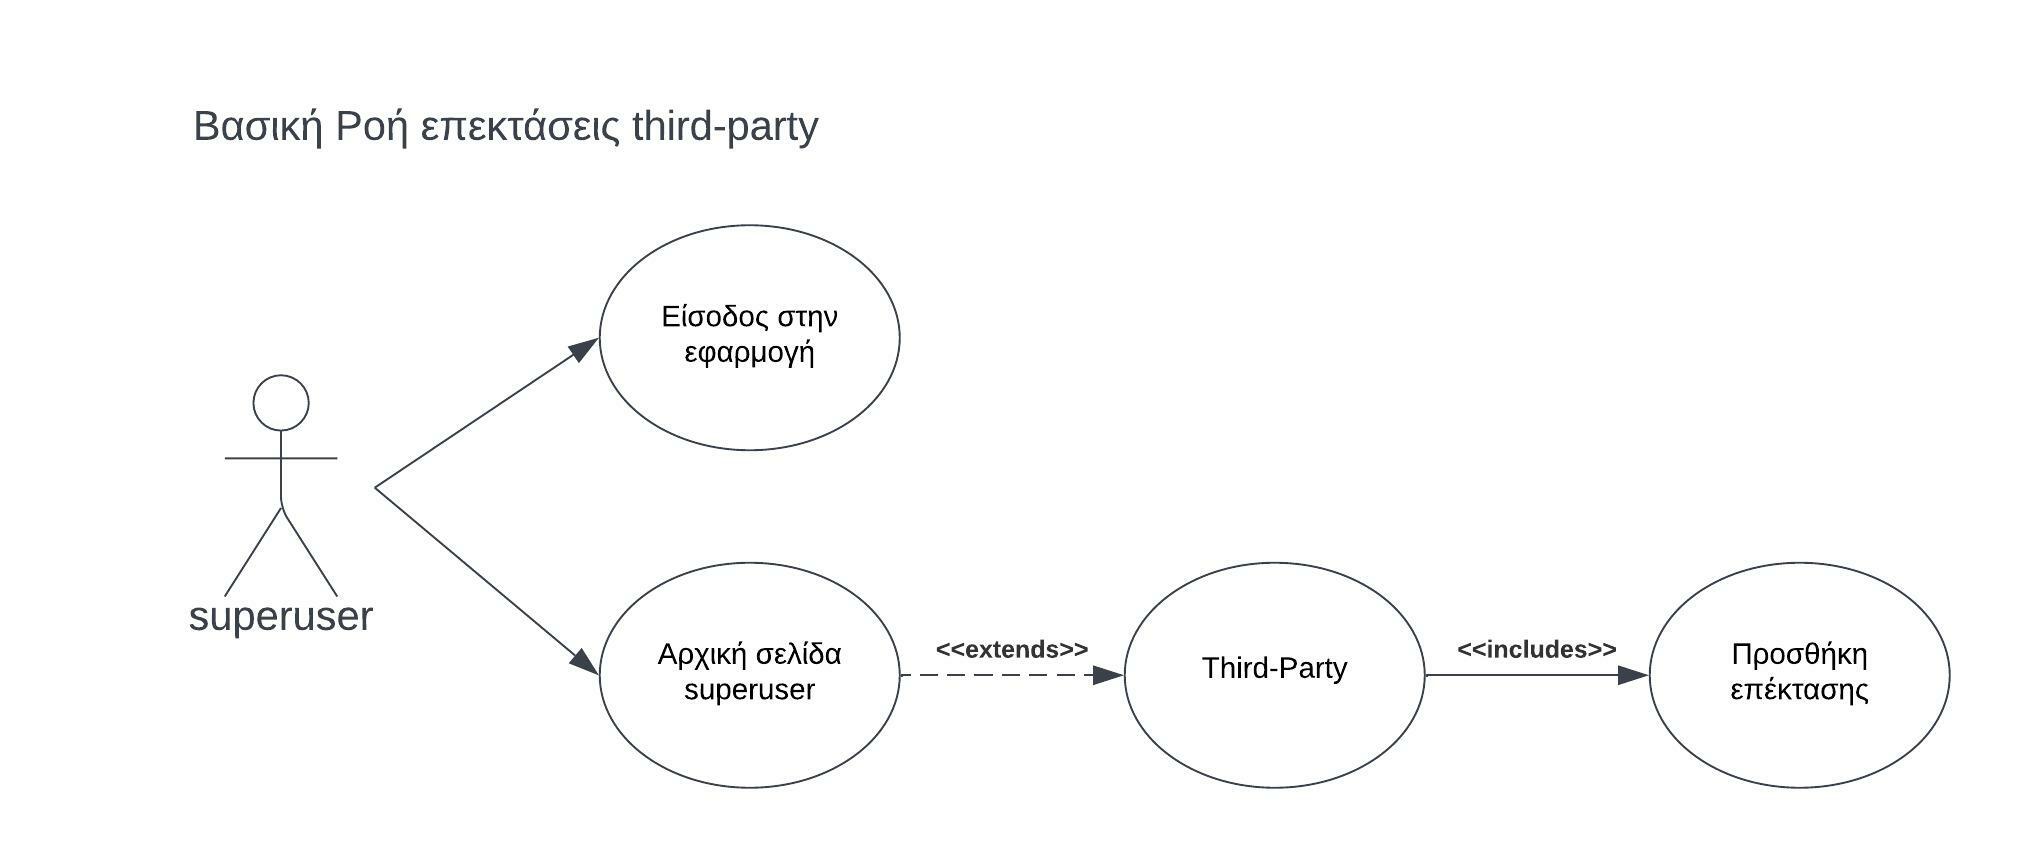 Βασική Ροή επεκτάσεις third-party
Είσοδος στην
εφαρμογή
superuser
Αρχική σελίδα
superuser
<<extends>>
Third-Party
<<includes>>
Προσθήκη
επέκτασης